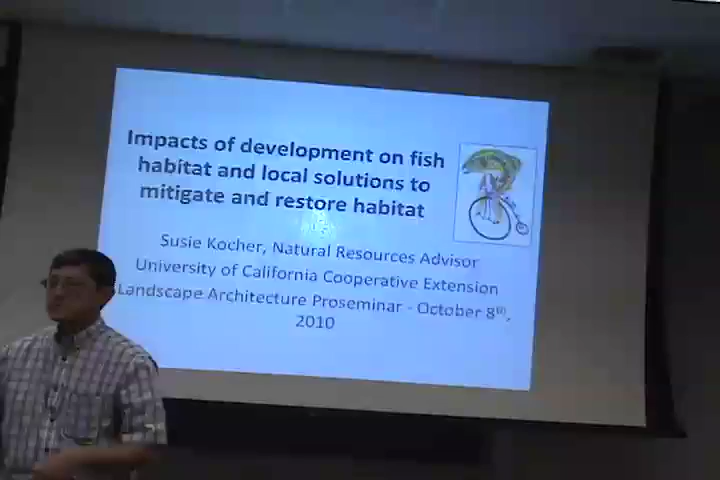 Impacts of development on fish
habitat and local solutions to
mitigate and restore habitat
Susie Kocher, Natural Resources Advisor
University of California Cooperative Extension
Landscape Architecture Proseminar - October 8th,
2010